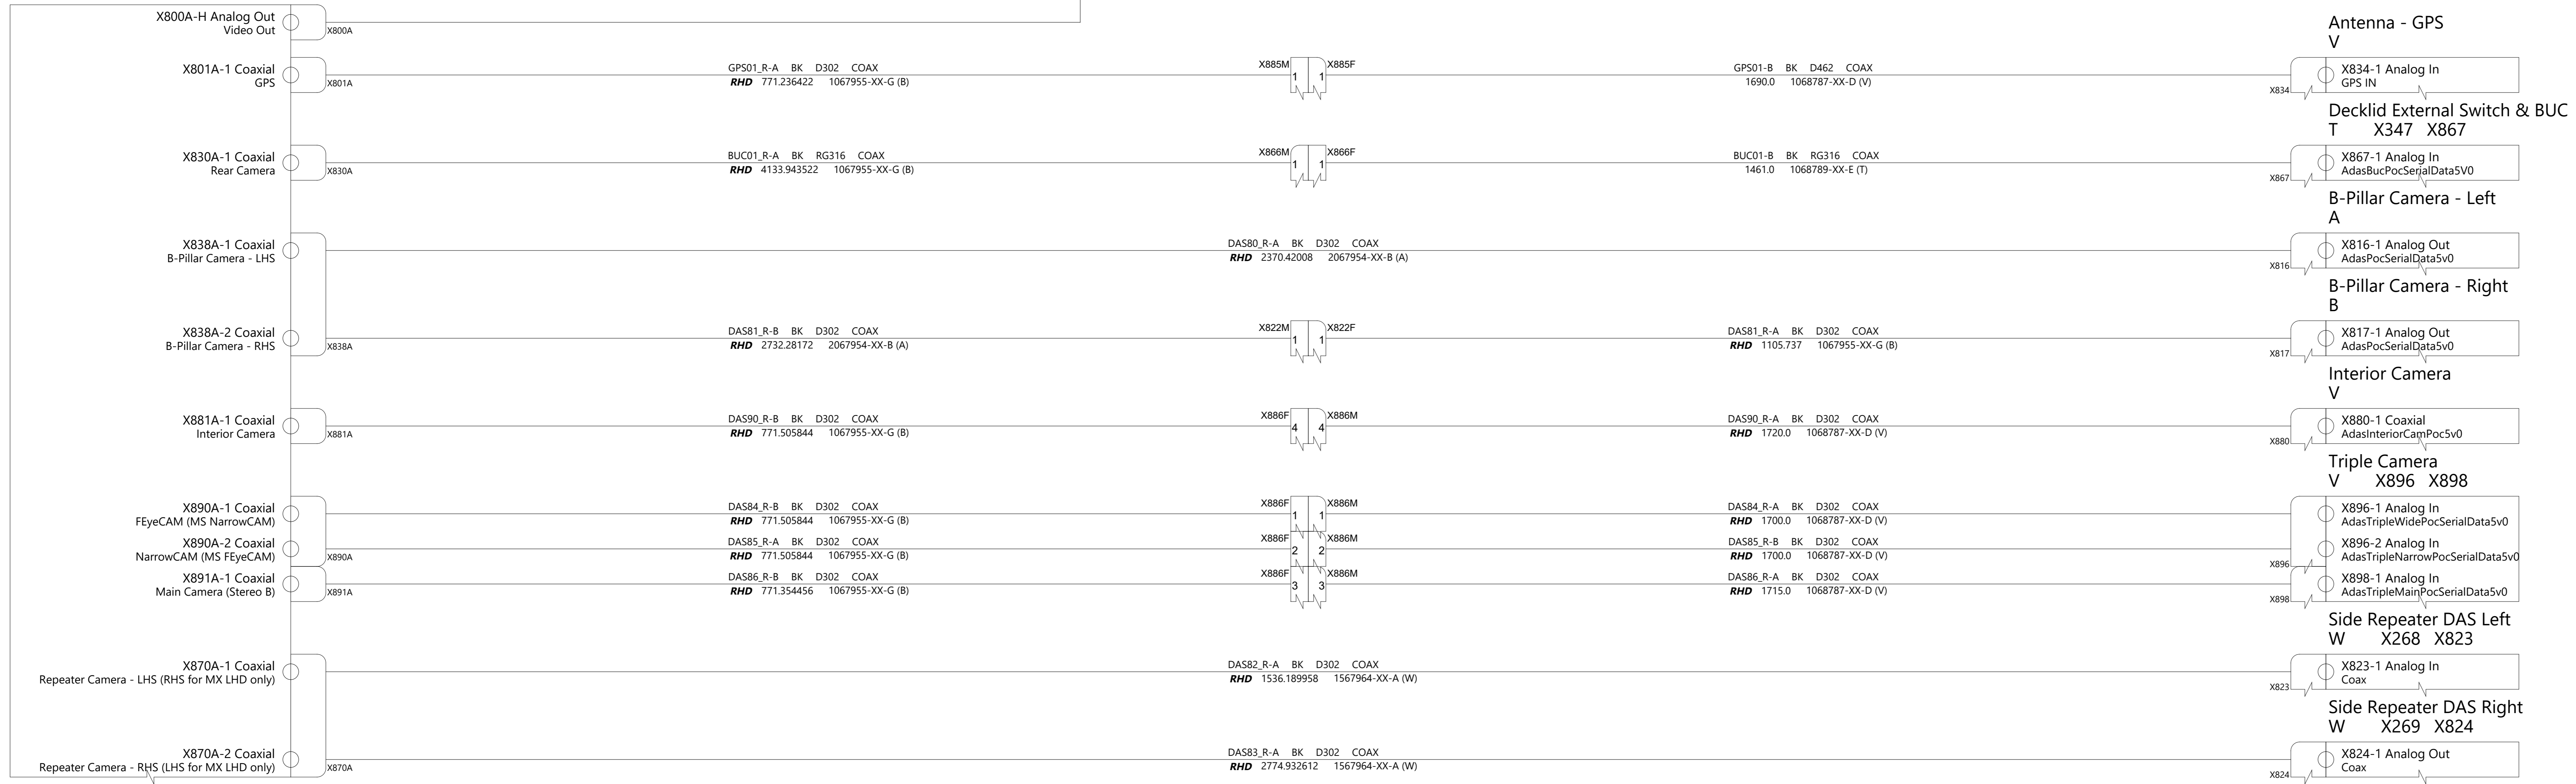 X800A-H Analog Out
Video Out
X800A
Antenna - GPS
V
X801A-1 Coaxial
GPS
X801A
GPS01_R-A BK D302 COAX
RHD 771.236422 1067955-XX-G (B)
X885M 1 1 X885F
GPS01-B BK D462 COAX
1690.0 1068787-XX-D (V)
X834
X834-1 Analog In
GPS IN
Decklid External Switch & BUC
T X347 X867
X830A-1 Coaxial
Rear Camera
X830A
BUC01_R-A BK RG316 COAX
RHD 4133.943522 1067955-XX-G (B)
X866M 1 1 X866F
BUC01-B BK RG316 COAX
1461.0 1068789-XX-E (T)
X867
X867-1 Analog In
AdasBucPocSerialData5V0
B-Pillar Camera - Left
A
X838A-1 Coaxial
B-Pillar Camera - LHS
DAS80_R-A BK D302 COAX
RHD 2370.42008 2067954-XX-B (A)
X816
X816-1 Analog Out
AdasPocSerialData5v0
B-Pillar Camera - Right
B
X838A-2 Coaxial
B-Pillar Camera - RHS
X838A
DAS81_R-B BK D302 COAX
RHD 2732.28172 2067954-XX-B (A)
X822M 1 1 X822F
DAS81_R-A BK D302 COAX
RHD 1105.737 1067955-XX-G (B)
X817
X817-1 Analog Out
AdasPocSerialData5v0
Interior Camera
V
X881A-1 Coaxial
Interior Camera
X881A
DAS90_R-B BK D302 COAX
RHD 771.505844 1067955-XX-G (B)
X886F 4 4 X886M
DAS90_R-A BK D302 COAX
RHD 1720.0 1068787-XX-D (V)
X880
X880-1 Coaxial
AdasInteriorCamPoc5v0
Triple Camera
V X896 X898
X890A-1 Coaxial
FEyeCAM (MS NarrowCAM)
DAS84_R-B BK D302 COAX
RHD 771.505844 1067955-XX-G (B)
X886F 1 1 X886M
DAS84_R-A BK D302 COAX
RHD 1700.0 1068787-XX-D (V)
X896-1 Analog In
AdasTripleWidePocSerialData5v0
X890A-2 Coaxial
NarrowCAM (MS FEyeCAM)
X890A
DAS85_R-A BK D302 COAX
RHD 771.505844 1067955-XX-G (B)
X886F 2 2 X886M
DAS85_R-B BK D302 COAX
RHD 1700.0 1068787-XX-D (V)
X896
X896-2 Analog In
AdasTripleNarrowPocSerialData5v0
X891A-1 Coaxial
Main Camera (Stereo B)
X891A
DAS86_R-B BK D302 COAX
RHD 771.354456 1067955-XX-G (B)
X886F 3 3 X886M
DAS86_R-A BK D302 COAX
RHD 1715.0 1068787-XX-D (V)
X898
X898-1 Analog In
AdasTripleMainPocSerialData5v0
Side Repeater DAS Left
W X268 X823
X870A-1 Coaxial
Repeater Camera - LHS (RHS for MX LHD only)
DAS82_R-A BK D302 COAX
RHD 1536.189958 1567964-XX-A (W)
X823
X823-1 Analog In
Coax
Side Repeater DAS Right
W X269 X824
X870A-2 Coaxial
Repeater Camera - RHS (LHS for MX LHD only)
X870A
DAS83_R-A BK D302 COAX
RHD 2774.932612 1567964-XX-A (W)
X824
X824-1 Analog Out
Coax